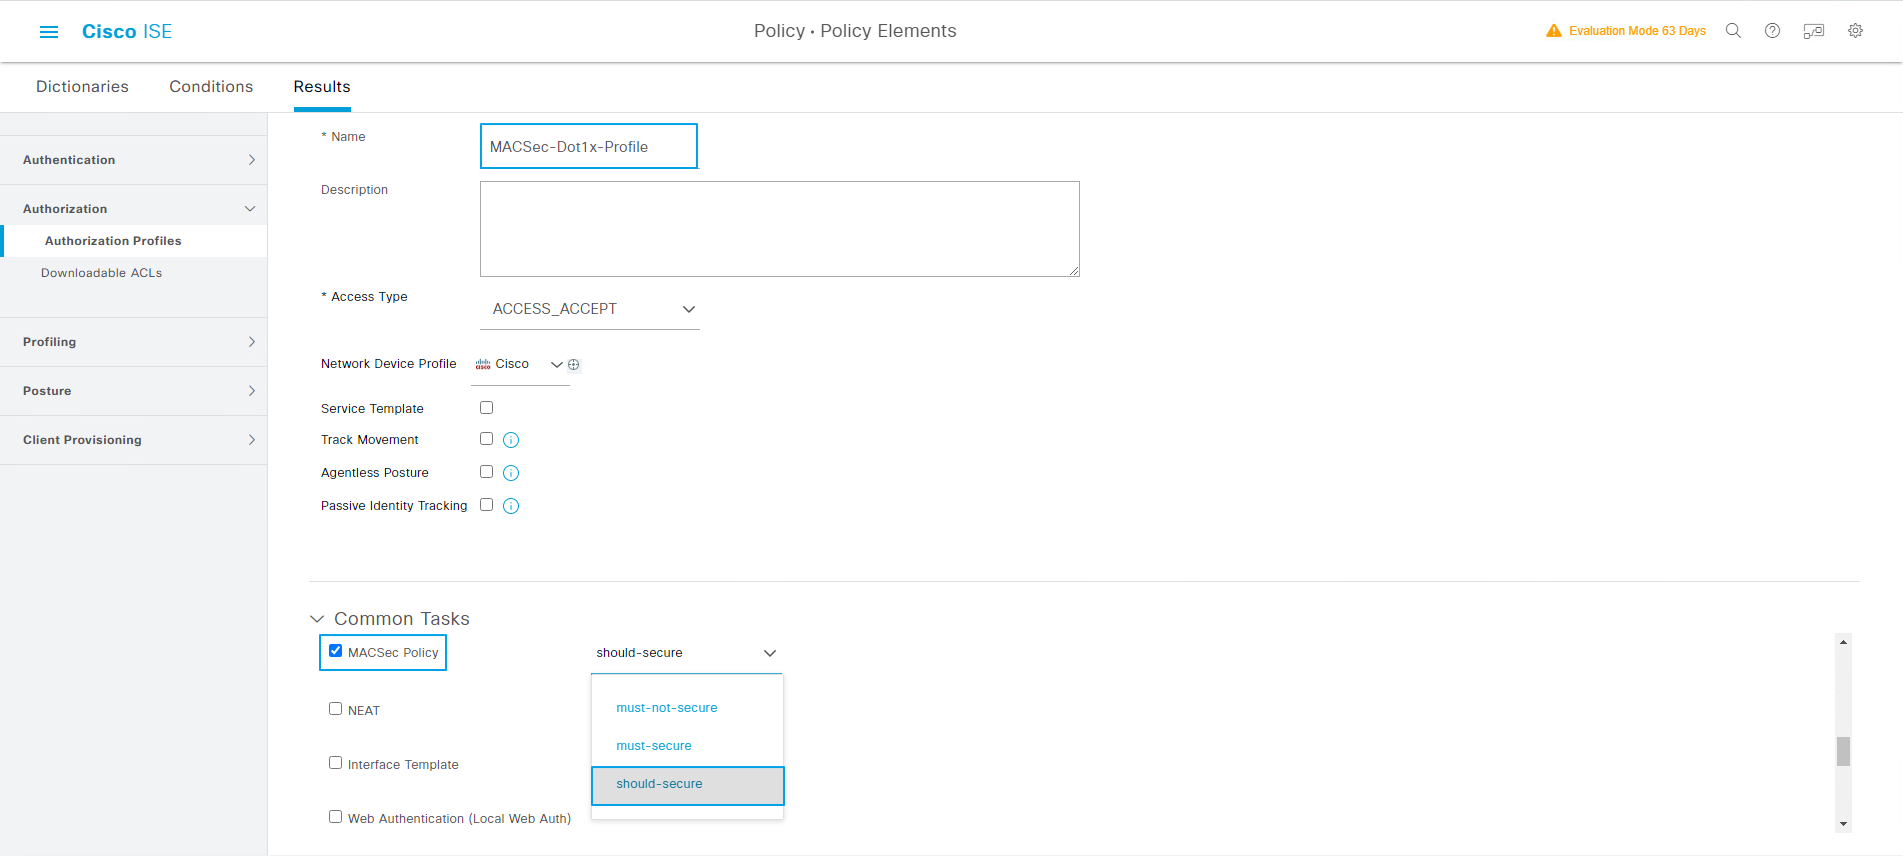 Cisco ISE
Policy · Policy Elements
Evaluation Mode 63 Days
Dictionaries
Conditions
Results
Authentication
Authorization
Authorization Profiles
Downloadable ACLs
Profiling
Posture
Client Provisioning
* Name
MACSec-Dot1x-Profile
Description
* Access Type
ACCESS_ACCEPT
Network Device Profile
Cisco
Service Template
Track Movement
Agentless Posture
Passive Identity Tracking
Common Tasks
MACSec Policy
should-secure
must-not-secure
must-secure
should-secure
NEAT
Interface Template
Web Authentication (Local Web Auth)